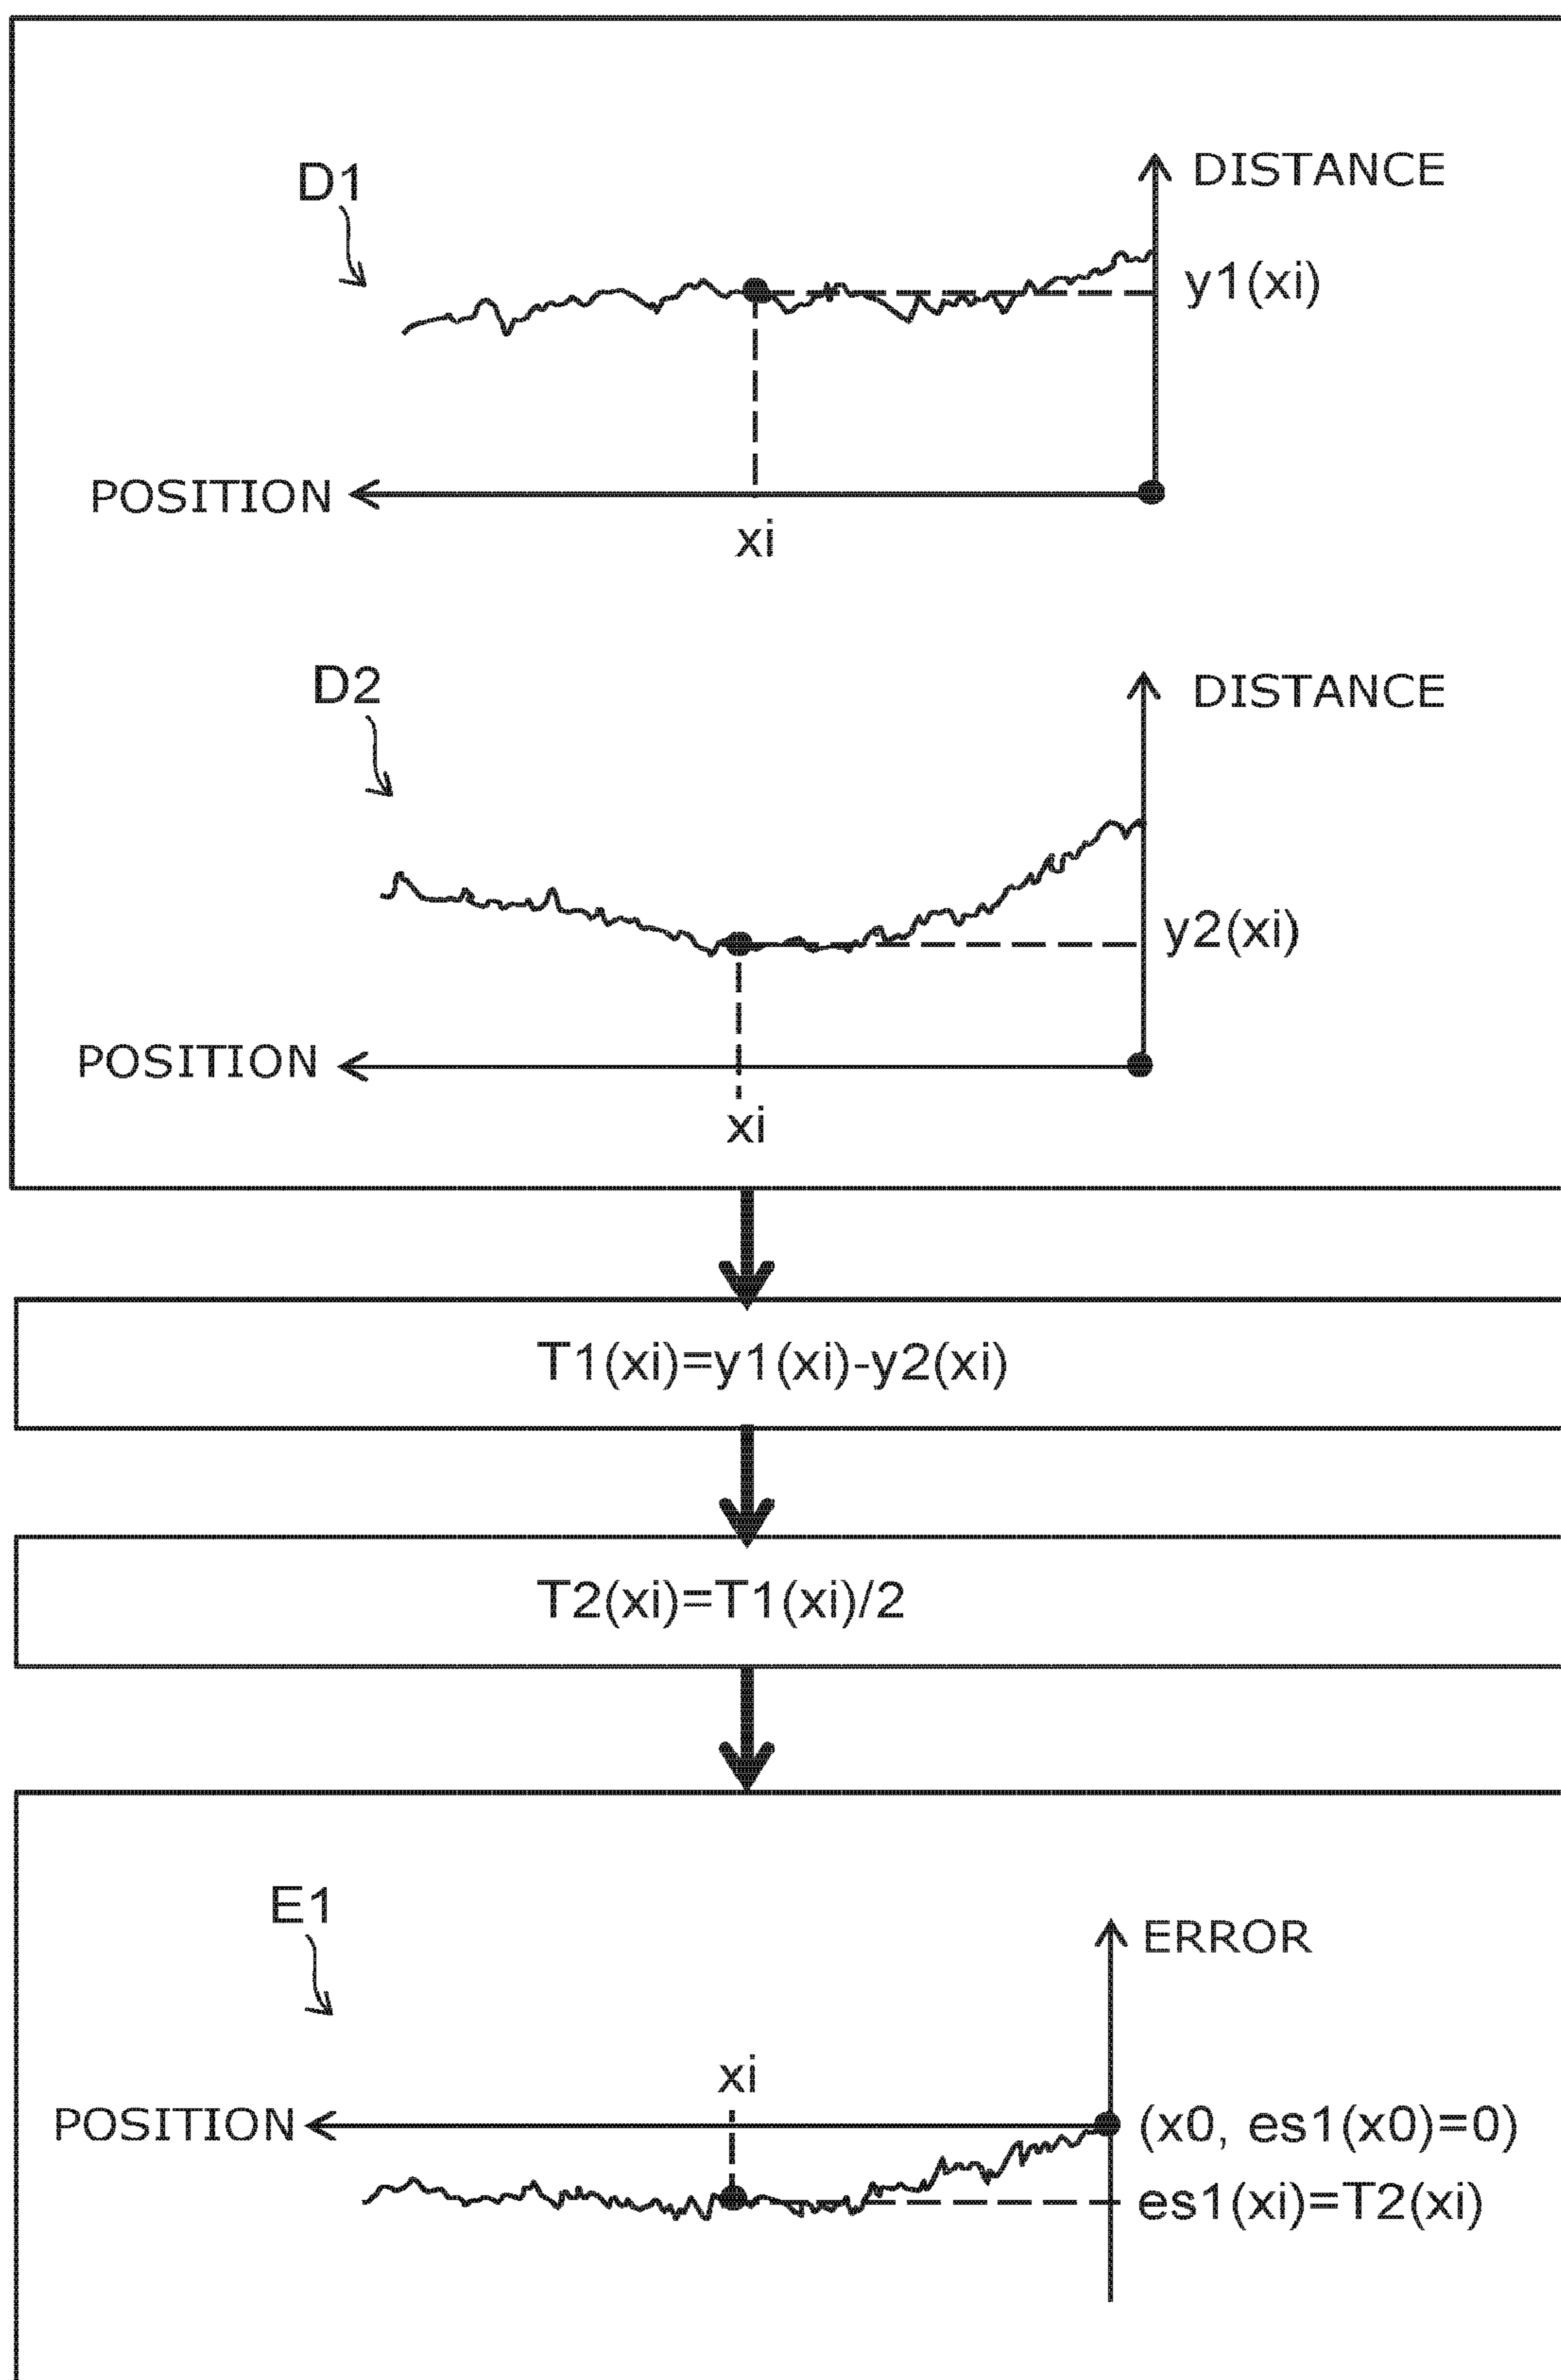 D1
DISTANCE
y1(xi)
POSITION
xi
D2
DISTANCE
y2(xi)
POSITION
xi
T1(xi)=y1(xi)-y2(xi)
T2(xi)=T1(xi)/2
E1
ERROR
xi
POSITION
(x0, es1(x0)=0)
es1(xi)=T2(xi)